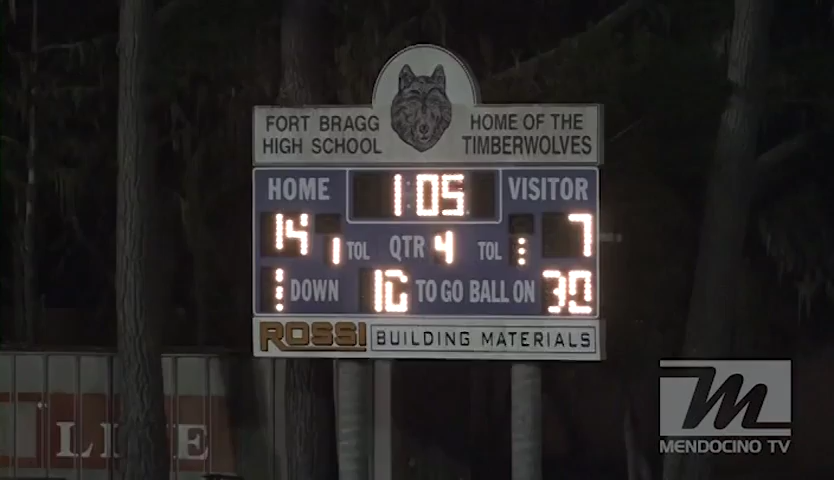 FORT BRAGG
HIGH SCHOOL
HOME OF THE
TIMBERWOLVES
HOME 1:05 VISITOR
14 1 TOL QTR 4 TOL 1 7
1 DOWN 10 TO GO BALL ON 30
ROSSI BUILDING MATERIALS
M
MENDOCINO TV